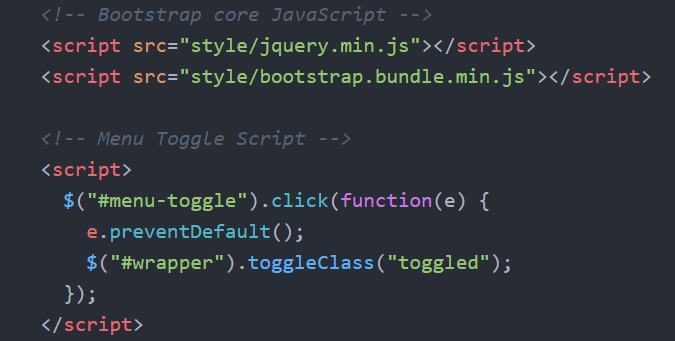 <!-- Bootstrap core JavaScript -->
<script src="style/jquery.min.js"></script>
<script src="style/bootstrap.bundle.min.js"></script>
<!-- Menu Toggle Script -->
<script>
$("#menu-toggle").click(function(e) {
e.preventDefault();
$("#wrapper").toggleClass("toggled");
});
</script>